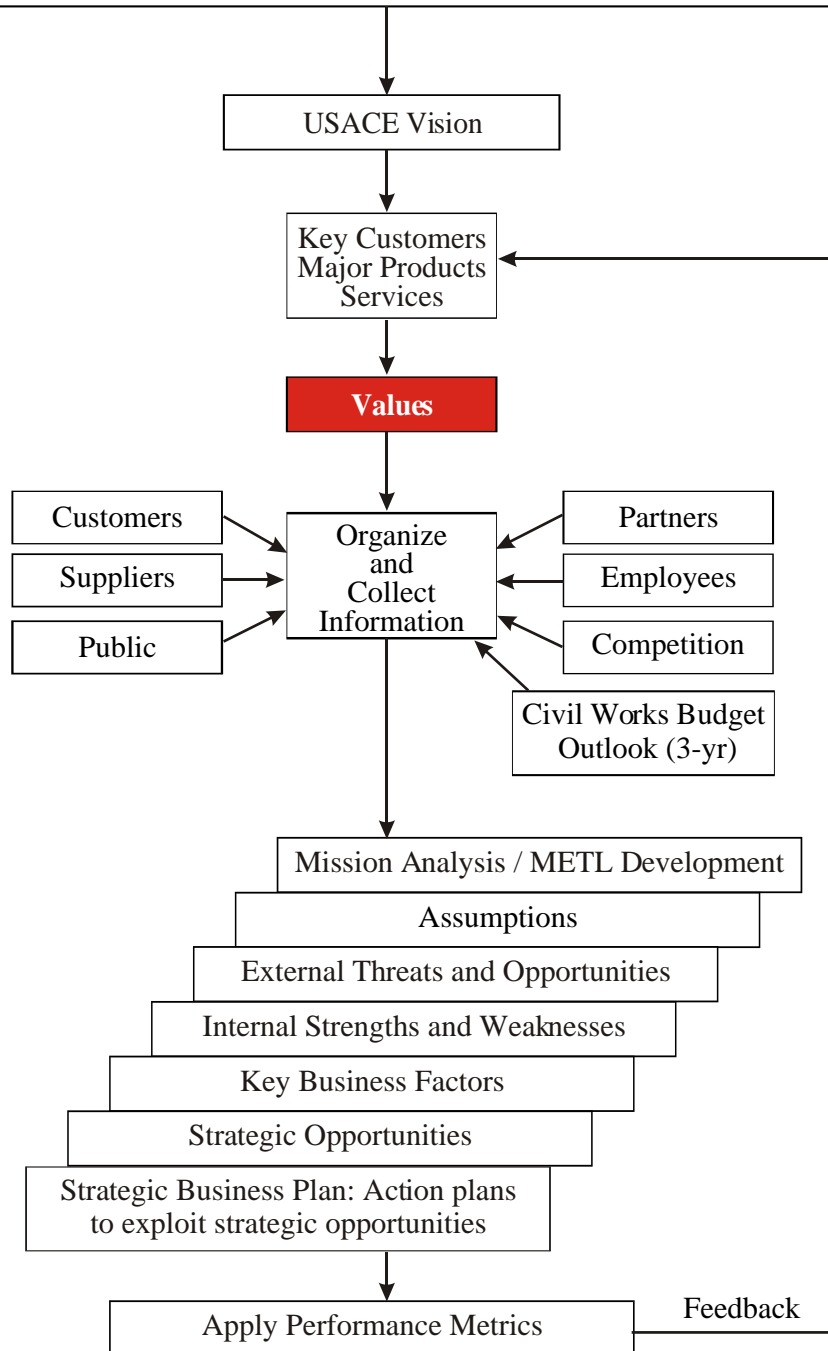 USACE Vision
Key Customers
Major Products
Services
Values
Customers
Suppliers
Public
Organize
and
Collect
Information
Partners
Employees
Competition
Civil Works Budget
Outlook (3-yr)
Mission Analysis / METL Development
Assumptions
External Threats and Opportunities
Internal Strengths and Weaknesses
Key Business Factors
Strategic Opportunities
Strategic Business Plan: Action plans
to exploit strategic opportunities
Apply Performance Metrics
Feedback